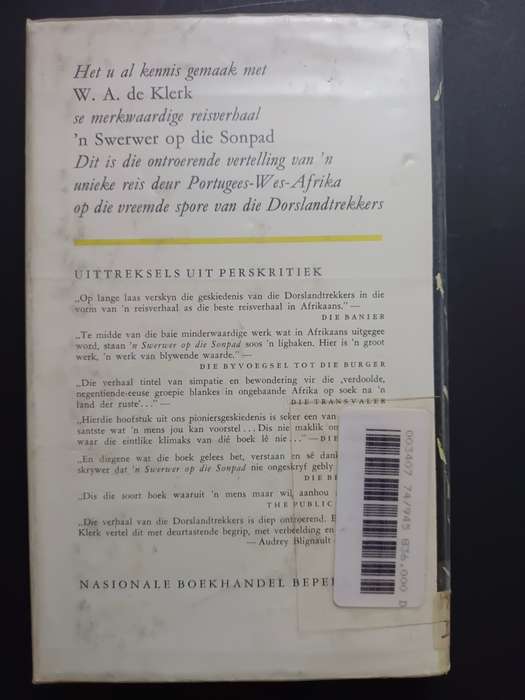 Het u al kennis gemaak met
W. A. de Klerk
se merkwaardige reisverhaal
'n Swerwer op die Sonpad
Dit is die ontroerende vertelling van 'n
unieke reis deur Portugees-Wes-Afrika
op die vreemde spore van die Dorslandtrekkers
UITTREKSELS UIT PERSKRITIEK
„Op lange laas verskyn die geskiedenis van die Dorslandtrekkers in die
vorm van 'n reisverhaal as die beste reisverhaal in Afrikaans.”—
DIE BANIER
„Te midde van die baie minderwaardige werk wat in Afrikaans uitgegee
word, staan 'n Swerwer op die Sonpad soos 'n ligbaken. Hier is 'n groot
werk, 'n werk van blywende waarde.”—
DIE BYVOEGSEL TOT DIE BURGER
„Die verhaal tintel van simpatie en bewondering vir die ‚verdoolde,
negentiende-eeuse groepie blankes in ongebaande Afrika op soek na 'n
land der ruste’...”—
DIE TRANSVALER
„Hierdie hoofstuk uit ons pioniersgeskiedenis is seker een van
santste wat 'n mens jou kan voorstel... Dis nie maklik om
waar die eintlike klimaks van dié boek lê nie...”—DIE
„En diegene wat die boek gelees het, verstaan en sê dank
skrywer dat 'n Swerwer op die Sonpad nie ongeskryf gebly
DIE
„Dis die soort boek waaruit 'n mens maar wil aanhou
THE PUBLIC
„Die verhaal van die Dorslandtrekkers is diep ontroerend.
Klerk vertel dit met deurtastende begrip, met verbeelding en
— Audrey Blignault
NASIONALE BOEKHANDEL BEPE
003407 74/945 836,000 D